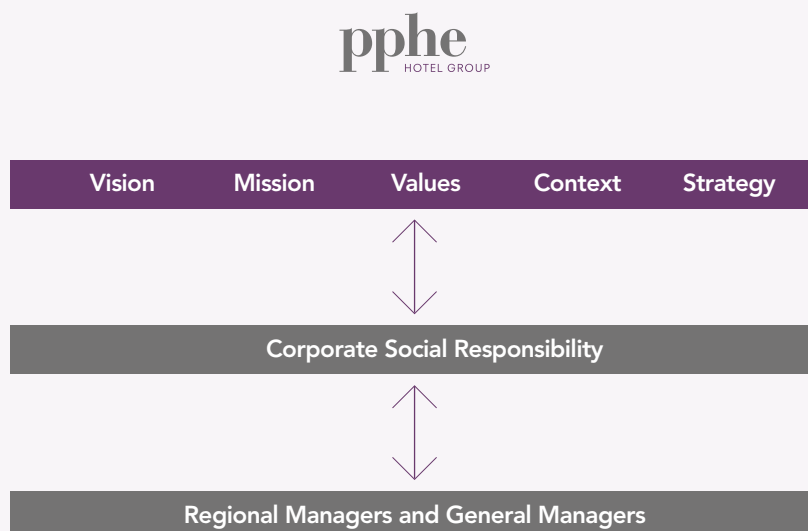 pphe
HOTEL GROUP
Vision Mission Values Context Strategy
Corporate Social Responsibility
Regional Managers and General Managers